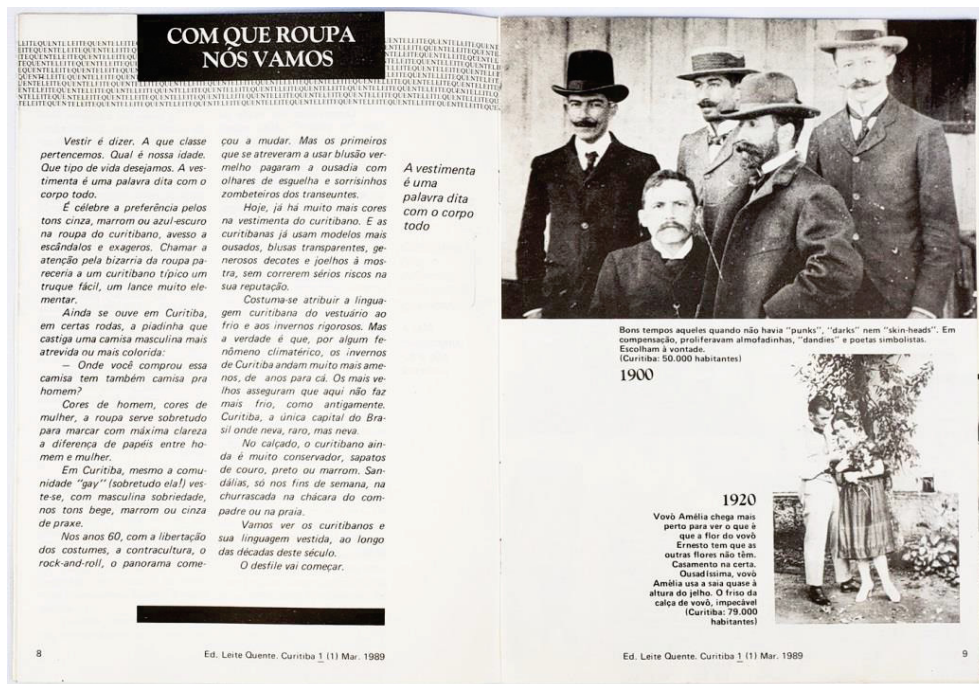 COM QUE ROUPA
NÓS VAMOS
Vestir é dizer. A que classe
pertencemos. Qual é nossa idade.
Que tipo de vida desejamos. A ves-
timenta é uma palavra dita com o
corpo todo.
É célebre a preferência pelos
tons cinza, marrom ou azul-escuro
na roupa do curitibano, avesso a
escândalos e exageros. Chamar a
atenção pela bizarria da roupa pa-
receria a um curitibano típico um
truque fácil, um lance muito ele-
mentar.
Ainda se ouve em Curitiba,
em certas rodas, a piadinha que
castiga uma camisa masculina mais
atrevida ou mais colorida:
— Onde você comprou essa
camisa tem também camisa pra
homem?
Cores de homem, cores de
mulher, a roupa serve sobretudo
para marcar com máxima clareza
a diferença de papéis entre ho-
mem e mulher.
Em Curitiba, mesmo a comu-
nidade "gay" (sobretudo ela!) ves-
te-se, com masculina sobriedade,
nos tons bege, marrom ou cinza
de praxe.
Nos anos 60, com a libertação
dos costumes, a contracultura, o
rock-and-roll, o panorama come-
çou a mudar. Mas os primeiros
que se atreveram a usar blusão ver-
melho pagaram a ousadia com
olhares de esguelha e sorrisinhos
zombeteiros dos transeuntes.
Hoje, já há muito mais cores
na vestimenta do curitibano. E as
curitibanas já usam modelos mais
ousados, blusas transparentes, ge-
nerosos decotes e joelhos à mos-
tra, sem correrem sérios riscos na
sua reputação.
Costuma-se atribuir a lingua-
gem curitibana do vestuário ao
frio e aos invernos rigorosos. Mas
a verdade é que, por algum fe-
nômeno climatérico, os invernos
de Curitiba andam muito mais ame-
nos, de anos para cá. Os mais ve-
lhos asseguram que aqui não faz
mais frio, como antigamente.
Curitiba, a única capital do Bra-
sil onde neva, raro, mas neva.
No calçado, o curitibano ain-
da é muito conservador, sapatos
de couro, preto ou marrom. San-
dálias, só nos fins de semana, na
churrascada na chácara do com-
padre ou na praia.
Vamos ver os curitibanos e
sua linguagem vestida, ao longo
das décadas deste século.
O desfile vai começar.
A vestimenta
é uma
palavra dita
com o corpo
todo
8
Ed. Leite Quente. Curitiba 1 (1) Mar. 1989
Bons tempos aqueles quando não havia "punks", "darks" nem "skin-heads". Em
compensação, proliferavam almofadinhas, "dandies" e poetas simbolistas.
Escolham à vontade.
(Curitiba: 50.000 habitantes)
1900
1920
Vovò Amélia chega mais
perto para ver o que è
que a flor do vovô
Ernesto tem que as
outras flores não têm.
Casamento na certa.
Ousadíssima, vovò
Amélia usa a saia quase à
altura do jelho. O friso da
calça de vovô, impecável
(Curitiba: 79.000
habitantes)
Ed. Leite Quente. Curitiba 1 (1) Mar. 1989
9